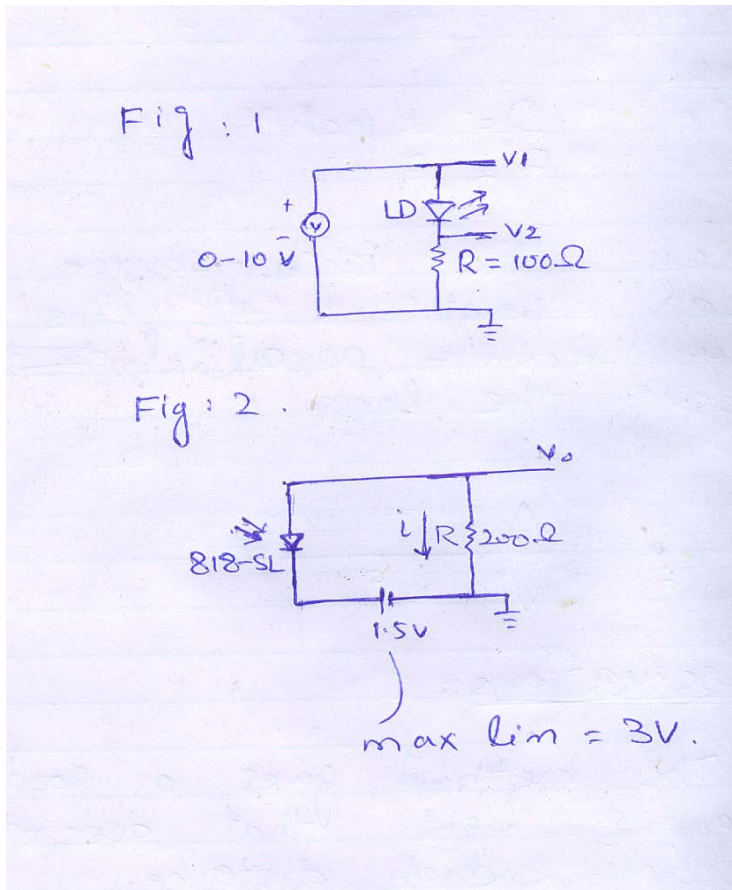 Fig : 1
V1
+
LD
V
-
V2
0-10 V
R = 100Ω
Fig : 2 .
Vo
i
R
200Ω
818-SL
1.5V
max lim = 3V.